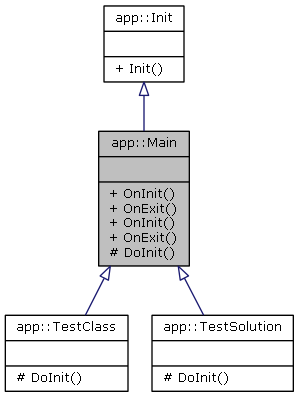 app::Init
+ Init()
app::Main
+ OnInit()
+ OnExit()
+ OnInit()
+ OnExit()
# DoInit()
app::TestClass
# DoInit()
app::TestSolution
# DoInit()